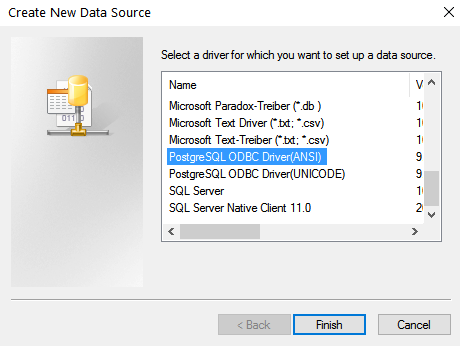 Create New Data Source
Select a driver for which you want to set up a data source.
Name
Microsoft Paradox-Treiber (*.db )
Microsoft Text Driver (*.txt; *.csv)
Microsoft Text-Treiber (*.txt; *.csv)
PostgreSQL ODBC Driver(ANSI)
PostgreSQL ODBC Driver(UNICODE)
SQL Server
SQL Server Native Client 11.0
< Back
Finish
Cancel